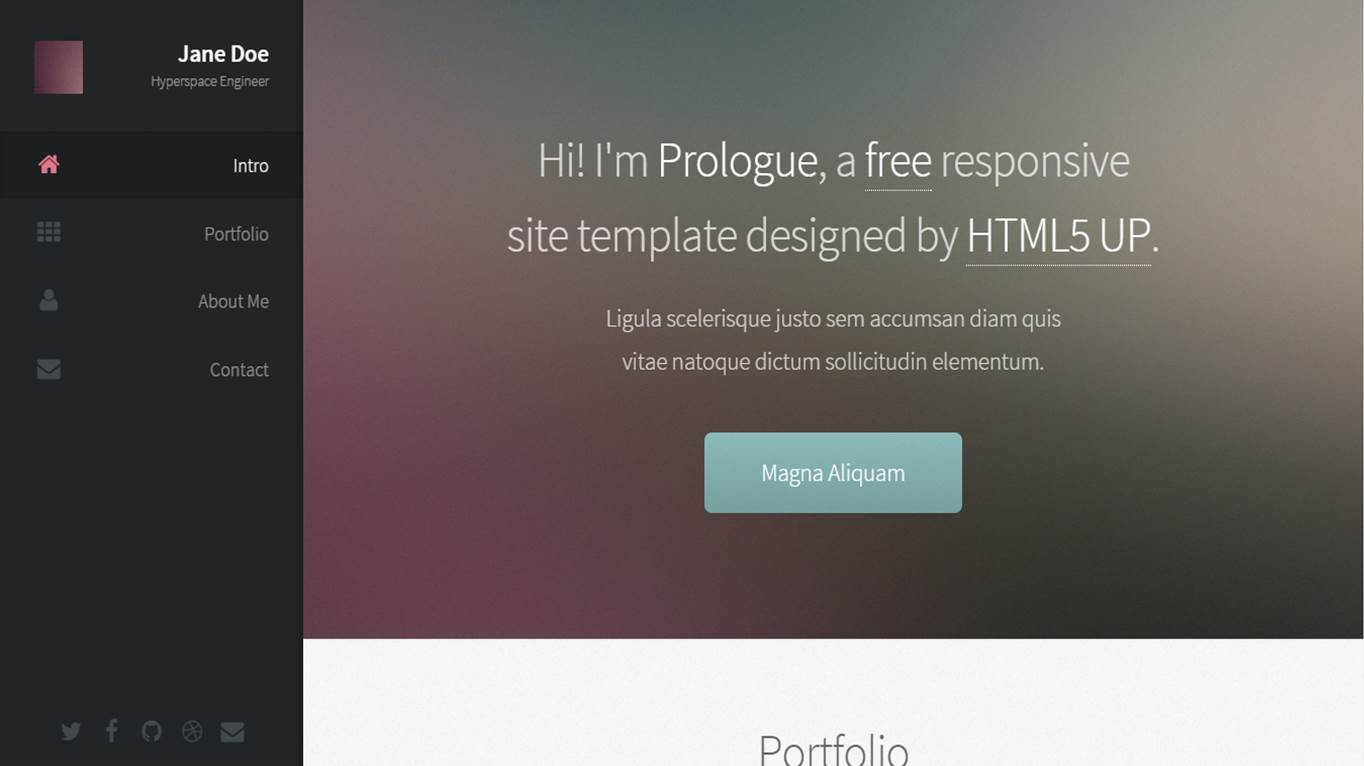 Jane Doe
Hyperspace Engineer
Intro
Portfolio
About Me
Contact
Hi! I'm Prologue, a free responsive
site template designed by HTML5 UP.
Ligula scelerisque justo sem accumsan diam quis
vitae natoque dictum sollicitudin elementum.
Magna Aliquam
Portfolio